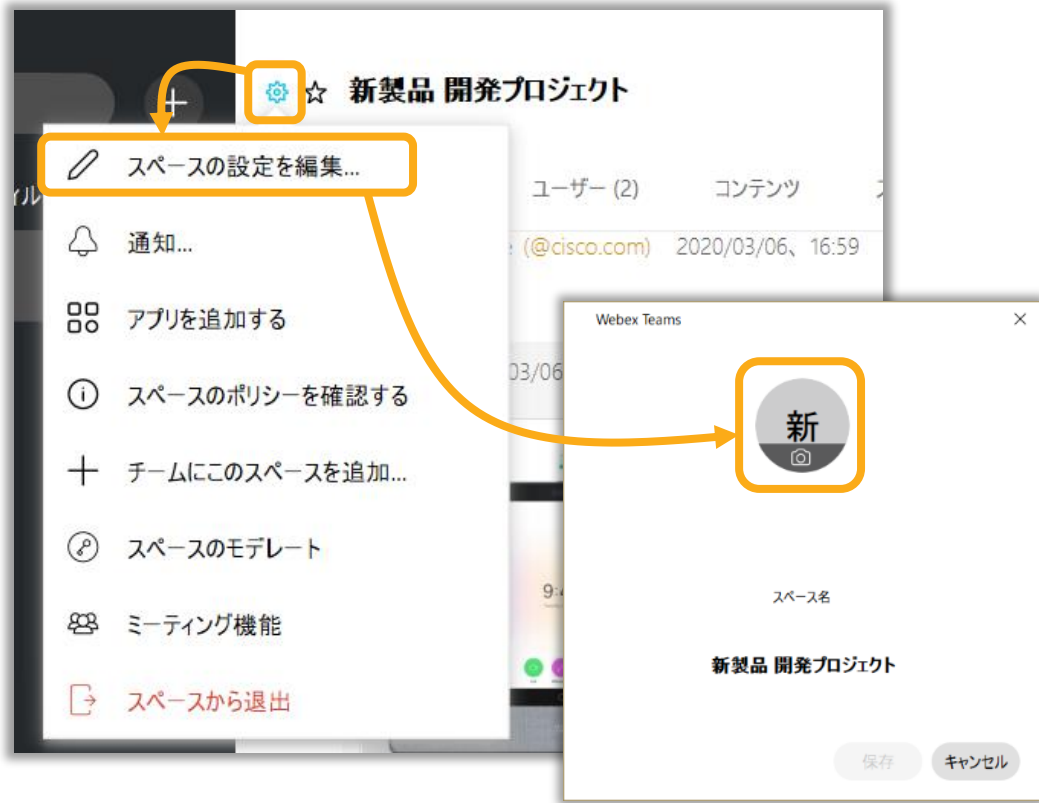 新製品 開発プロジェクト
スペースの設定を編集...
ユーザー (2)
コンテンツ
通知...
(@cisco.com) 2020/03/06、16:59
アプリを追加する
Webex Teams
03/06
スペースのポリシーを確認する
新
チームにこのスペースを追加...
スペースのモデレート
スペース名
ミーティング機能
新製品 開発プロジェクト
スペースから退出
保存
キャンセル